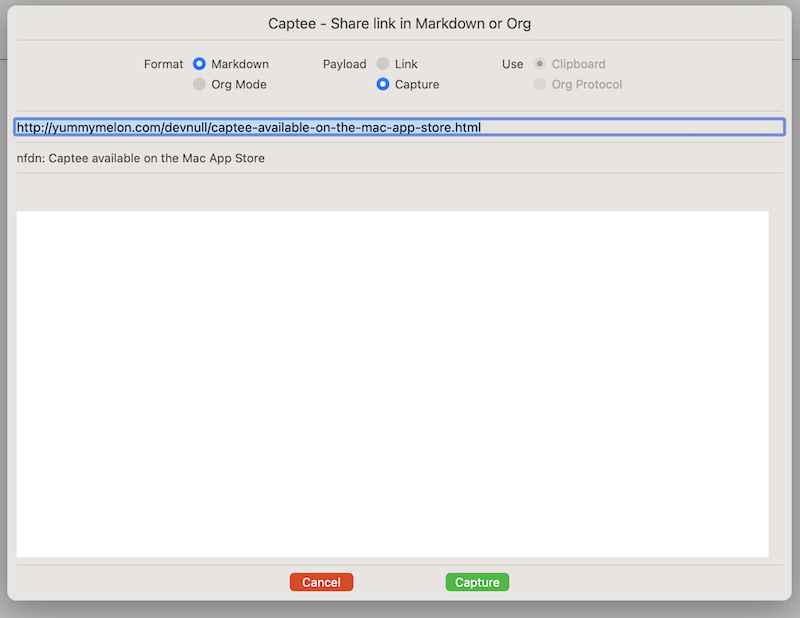 Captee - Share link in Markdown or Org
Format Markdown Payload Link Use Clipboard
Org Mode Capture Org Protocol
http://yummymelon.com/devnull/captee-available-on-the-mac-app-store.html
nfdn: Captee available on the Mac App Store
Cancel Capture